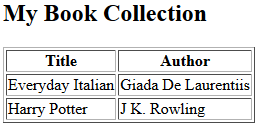 My Book Collection
Title Author
Everyday Italian Giada De Laurentiis
Harry Potter J K. Rowling